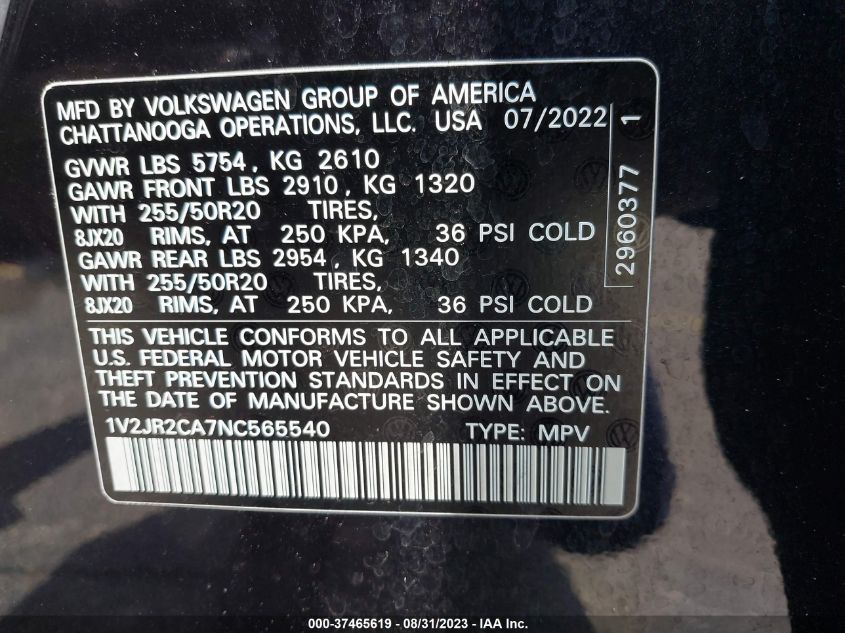 MFD BY VOLKSWAGEN GROUP OF AMERICA
CHATTANOOGA OPERATIONS, LLC. USA 07/2022
GVWR LBS 5754, KG 2610
GAWR FRONT LBS 2910, KG 1320
WITH 255/50R20 TIRES,
8JX20 RIMS, AT 250 KPA, 36 PSI COLD
GAWR REAR LBS 2954, KG 1340
WITH 255/50R20 TIRES,
8JX20 RIMS, AT 250 KPA, 36 PSI COLD
THIS VEHICLE CONFORMS TO ALL APPLICABLE
U.S. FEDERAL MOTOR VEHICLE SAFETY AND
THEFT PREVENTION STANDARDS IN EFFECT ON
THE DATE OF MANUFACTURE SHOWN ABOVE.
1V2JR2CA7NC565540 TYPE: MPV
2960377 1
000-37465619 - 08/31/2023 - IAA Inc.